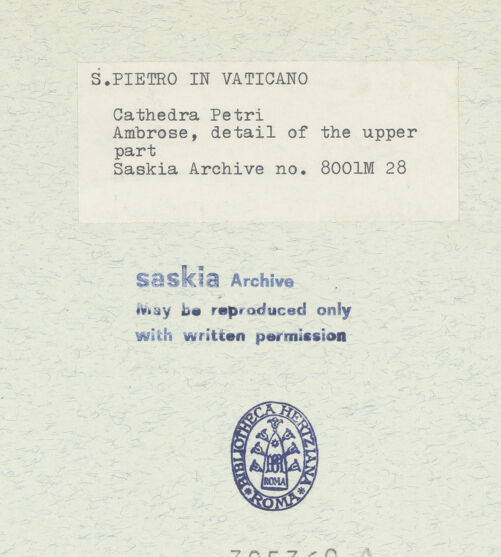 S.PIETRO IN VATICANO
Cathedra Petri
Ambrose, detail of the upper
part
Saskia Archive no. 8001M 28
saskia Archive
May be reproduced only
with written permission
BIBLIOTHECA HERTZIANA
ROMA
ROMA